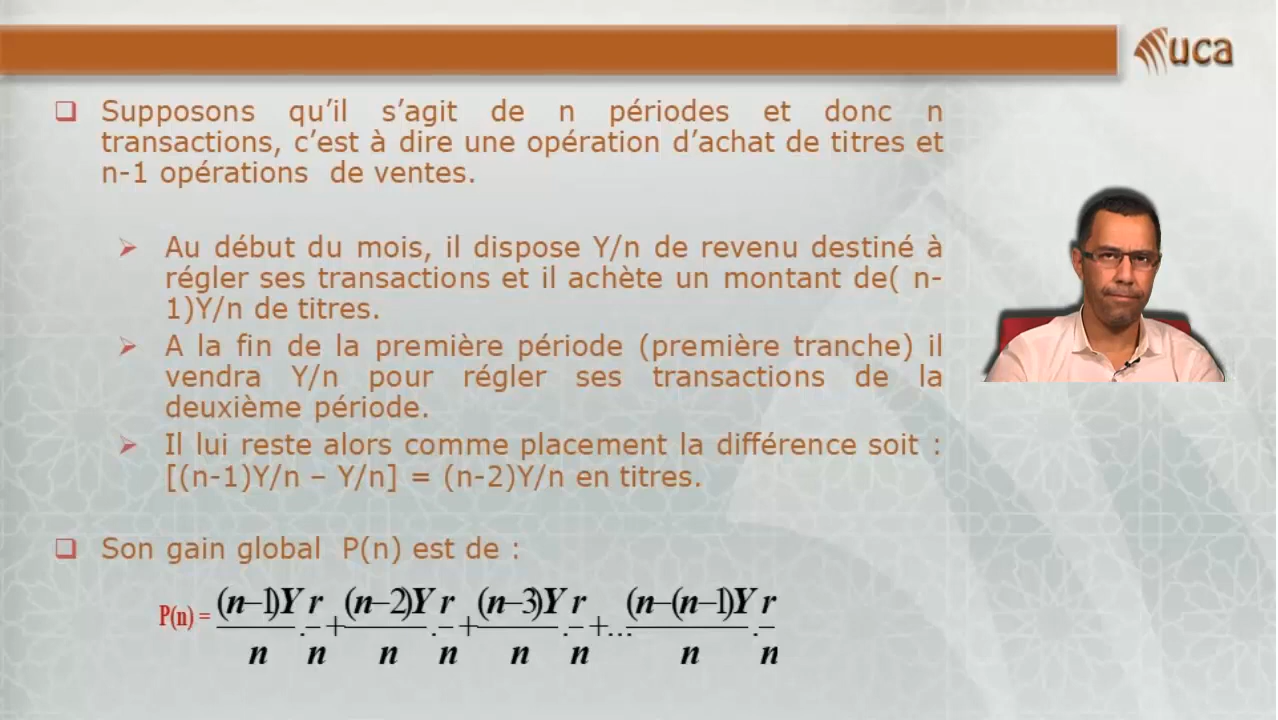 uca
Supposons qu’il s’agit de n périodes et donc n
transactions, c’est à dire une opération d’achat de titres et
n-1 opérations de ventes.
Au début du mois, il dispose Y/n de revenu destiné à
régler ses transactions et il achète un montant de( n-
1)Y/n de titres.
A la fin de la première période (première tranche) il
vendra Y/n pour régler ses transactions de la
deuxième période.
Il lui reste alors comme placement la différence soit :
[(n-1)Y/n – Y/n] = (n-2)Y/n en titres.
Son gain global P(n) est de :
P(n) = (n–1)Y/n . r/n + (n–2)Y/n . r/n + (n–3)Y/n . r/n + ... (n–(n–1)Y/n . r/n